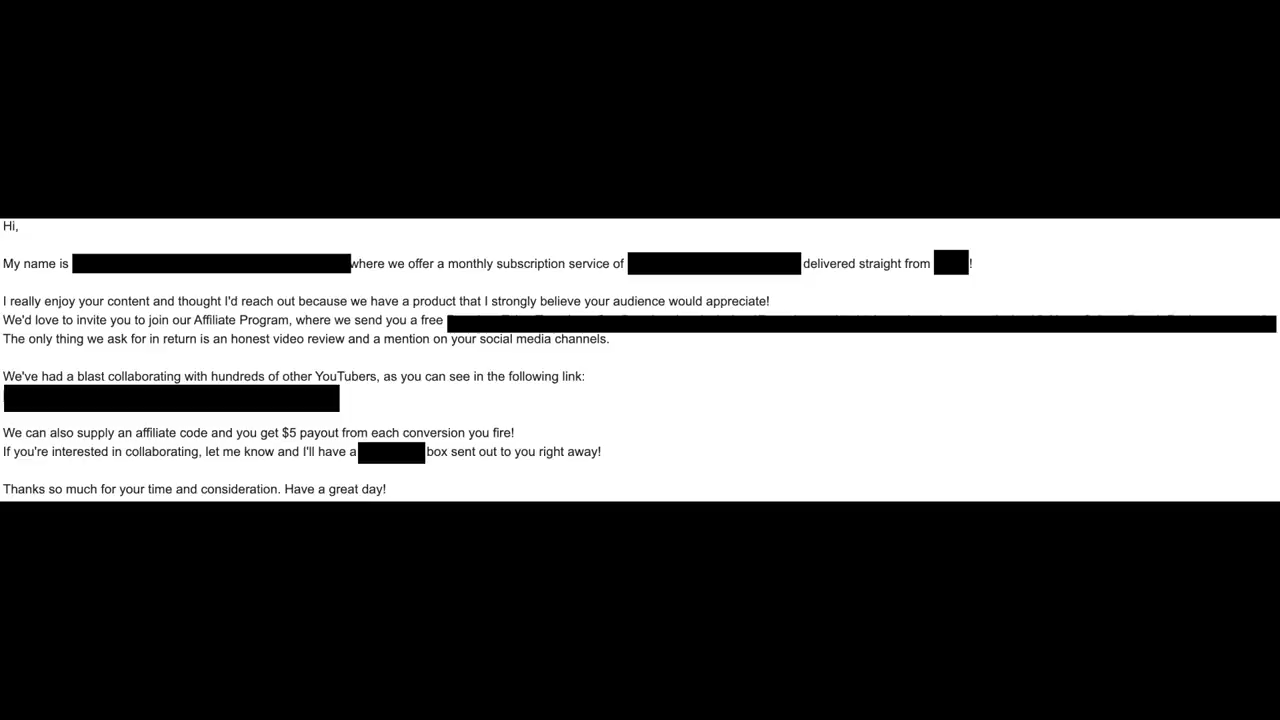 Hi,
My name is where we offer a monthly subscription service of delivered straight from !
I really enjoy your content and thought I'd reach out because we have a product that I strongly believe your audience would appreciate!
We'd love to invite you to join our Affiliate Program, where we send you a free
The only thing we ask for in return is an honest video review and a mention on your social media channels.
We've had a blast collaborating with hundreds of other YouTubers, as you can see in the following link:
We can also supply an affiliate code and you get $5 payout from each conversion you fire!
If you're interested in collaborating, let me know and I'll have a box sent out to you right away!
Thanks so much for your time and consideration. Have a great day!